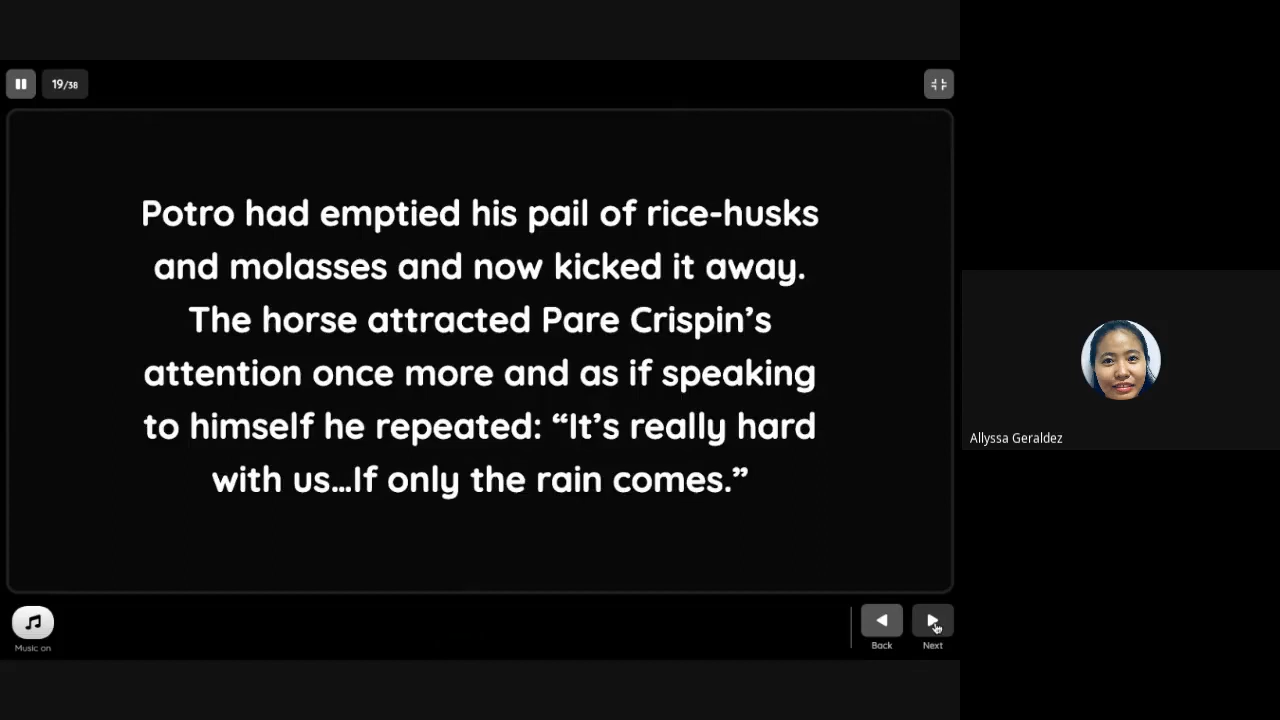 19/38
Potro had emptied his pail of rice-husks
and molasses and now kicked it away.
The horse attracted Pare Crispin’s
attention once more and as if speaking
to himself he repeated: “It’s really hard
with us...If only the rain comes.”
Allyssa Geraldez
Music on
Back
Next